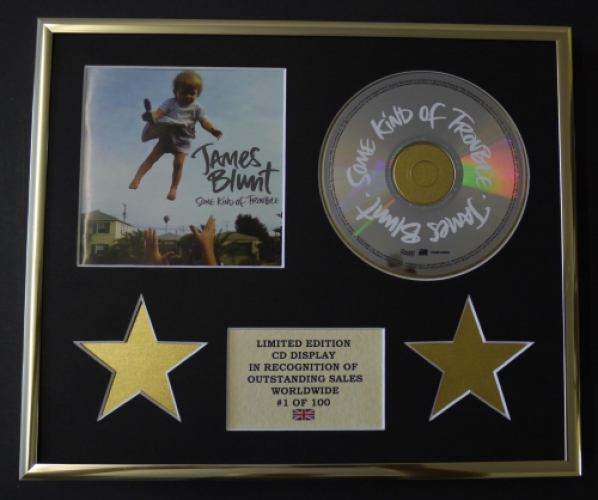 James
Blunt
SOME KIND OF TROUBLE
SOME KIND OF TROUBLE
James Blunt
LIMITED EDITION
CD DISPLAY
IN RECOGNITION OF
OUTSTANDING SALES
WORLDWIDE
#1 OF 100